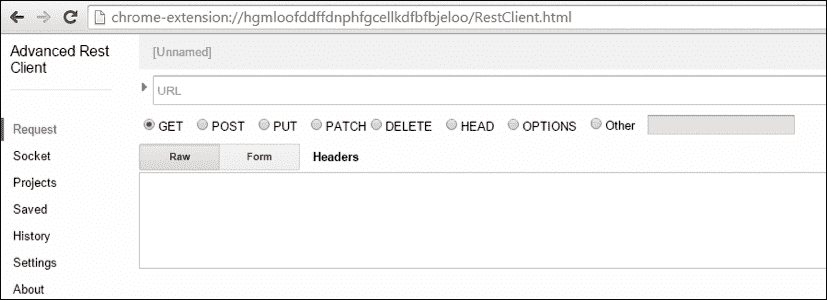 chrome-extension://hgmloofddffdnphfgcellkdfbfbjeloo/RestClient.html
Advanced Rest
Client
[Unnamed]
URL
Request
GET POST PUT PATCH DELETE HEAD OPTIONS Other
Socket
Raw Form Headers
Projects
Saved
History
Settings
About